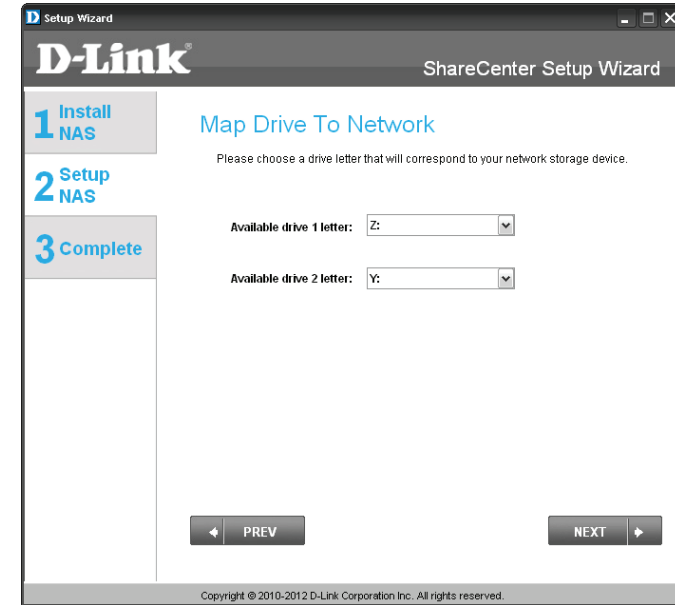 Setup Wizard
D-Link®
ShareCenter Setup Wizard
1 Install
NAS
2 Setup
NAS
3 Complete
Map Drive To Network
Please choose a drive letter that will correspond to your network storage device.
Available drive 1 letter: Z:
Available drive 2 letter: Y:
PREV
NEXT
Copyright © 2010-2012 D-Link Corporation Inc. All rights reserved.